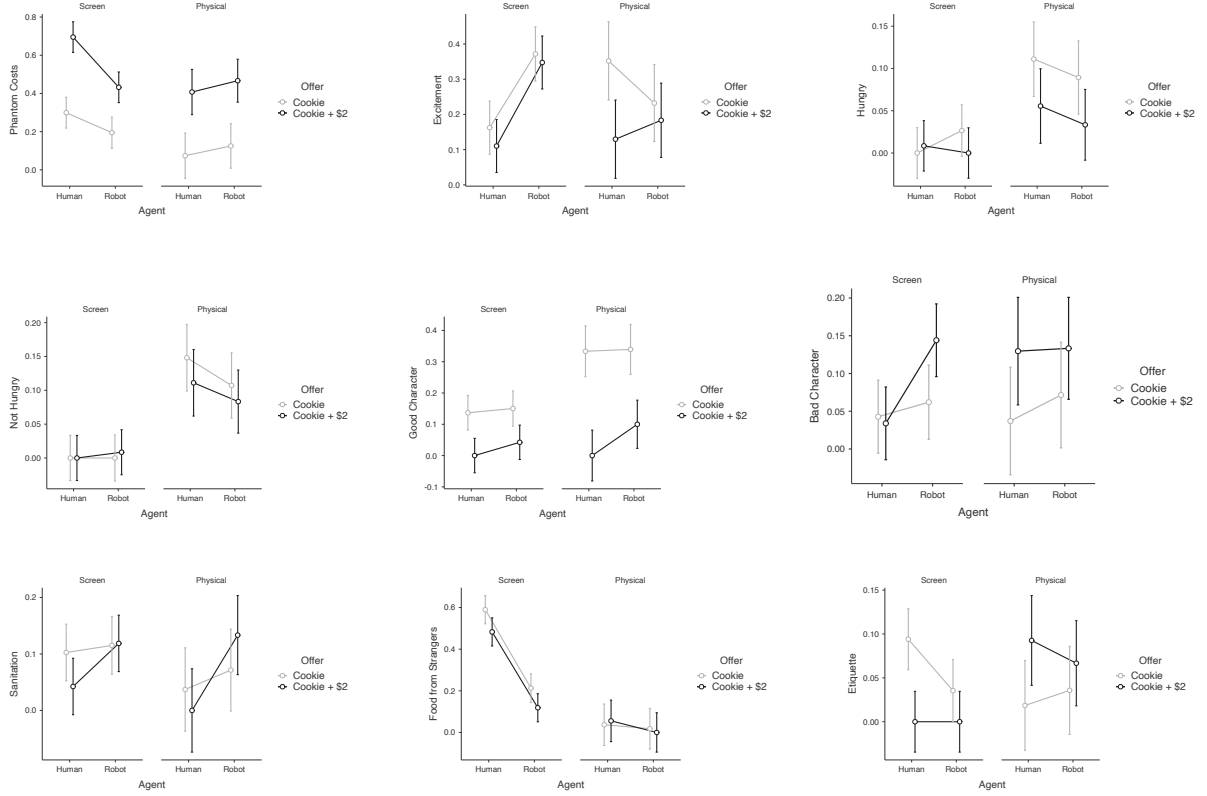 Screen Physical
Phantom Costs
0.8
0.6
0.4
0.2
0.0
Human Robot Human Robot
Agent
Offer
Cookie
Cookie + $2
Screen Physical
Excitement
0.4
0.3
0.2
0.1
0.0
Human Robot Human Robot
Agent
Offer
Cookie
Cookie + $2
Screen Physical
Hungry
0.15
0.10
0.05
0.00
Human Robot Human Robot
Agent
Offer
Cookie
Cookie + $2
Screen Physical
Not Hungry
0.20
0.15
0.10
0.05
0.00
Human Robot Human Robot
Agent
Offer
Cookie
Cookie + $2
Screen Physical
Good Character
0.4
0.3
0.2
0.1
0.0
-0.1
Human Robot Human Robot
Agent
Offer
Cookie
Cookie + $2
Screen Physical
Bad Character
0.20
0.15
0.10
0.05
0.00
Human Robot Human Robot
Agent
Offer
Cookie
Cookie + $2
Screen Physical
Sanitation
0.2
0.1
0.0
Human Robot Human Robot
Agent
Offer
Cookie
Cookie + $2
Screen Physical
Food from Strangers
0.6
0.4
0.2
0.0
Human Robot Human Robot
Agent
Offer
Cookie
Cookie + $2
Screen Physical
Etiquette
0.15
0.10
0.05
0.00
Human Robot Human Robot
Agent
Offer
Cookie
Cookie + $2